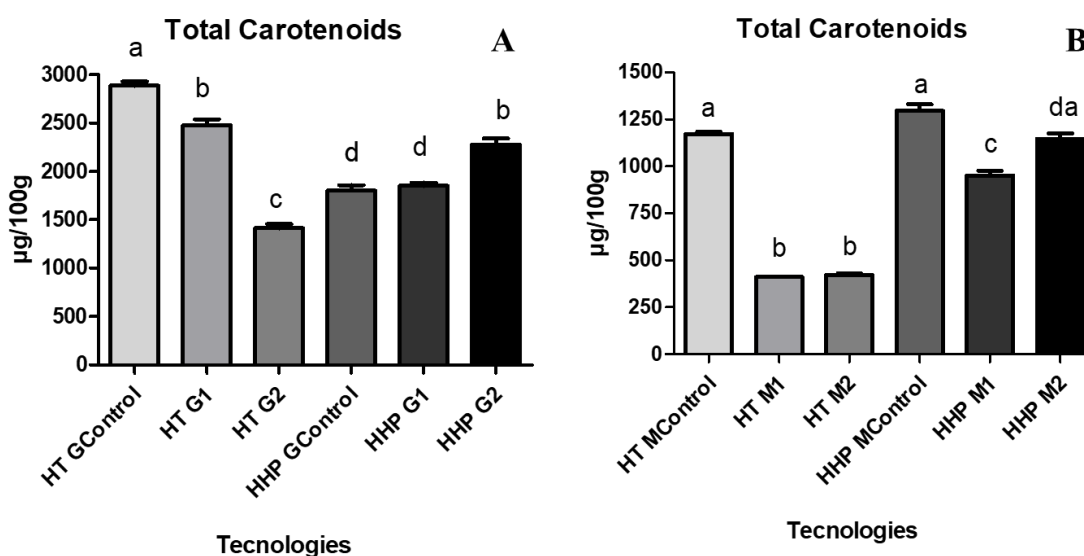 Total Carotenoids
A
a
b
c
d
d
b
3000
2500
2000
1500
1000
500
0
µg/100g
HT GControl
HT G1
HT G2
HHP GControl
HHP G1
HHP G2
Tecnologies
Total Carotenoids
B
a
b
b
a
c
da
1500
1250
1000
750
500
250
0
µg/100g
HT MControl
HT M1
HT M2
HHP MControl
HHP M1
HHP M2
Tecnologies